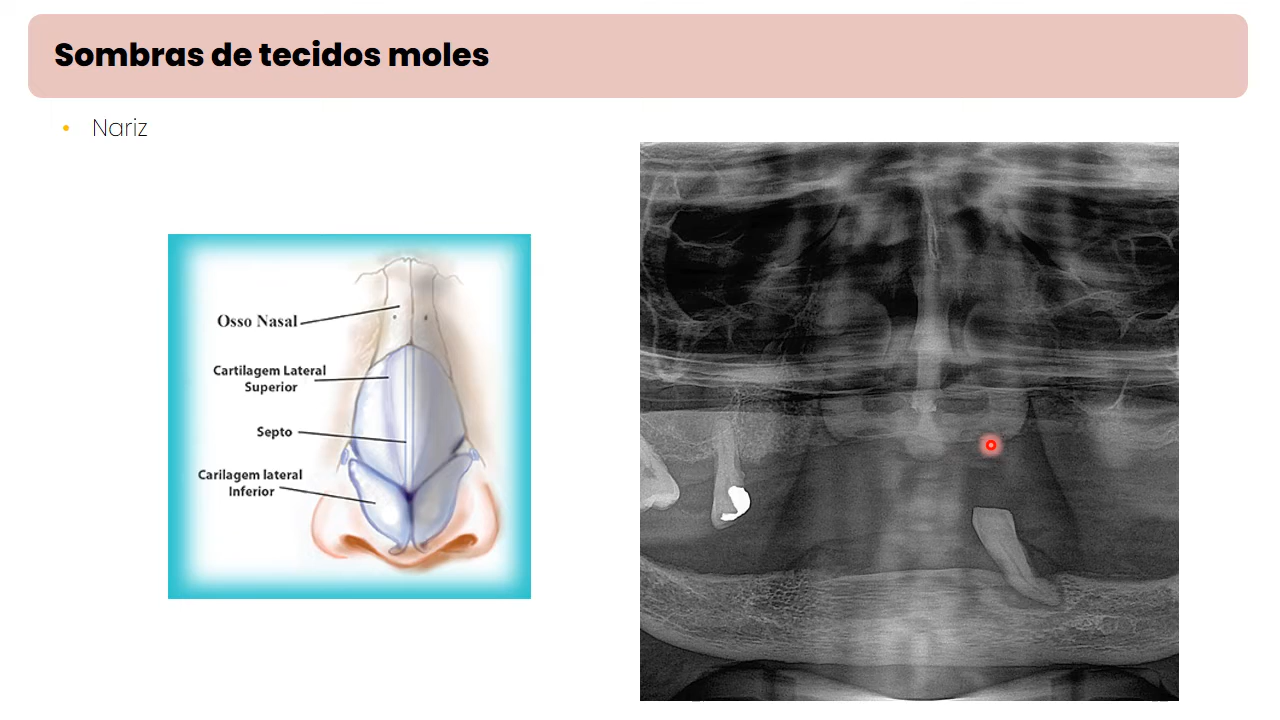 Sombras de tecidos moles
• Nariz
Osso Nasal
Cartilagem Lateral
Superior
Septo
Carilagem lateral
Inferior